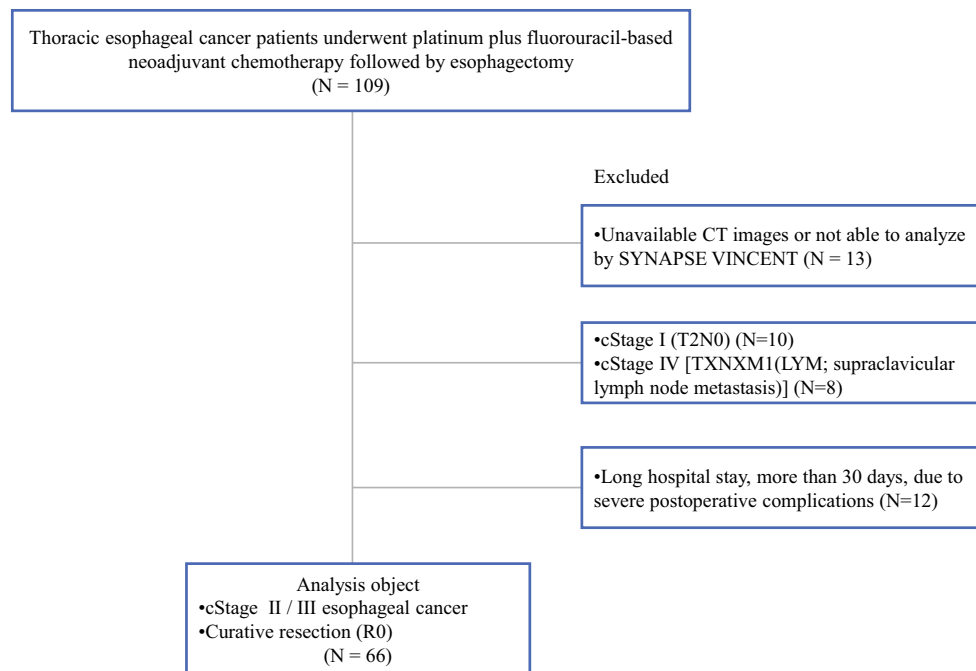 Thoracic esophageal cancer patients underwent platinum plus fluorouracil-based
neoadjuvant chemotherapy followed by esophagectomy
(N = 109)
Excluded
•Unavailable CT images or not able to analyze
by SYNAPSE VINCENT (N = 13)
•cStage I (T2N0) (N=10)
•cStage IV [TXNXM1(LYM; supraclavicular
lymph node metastasis)] (N=8)
•Long hospital stay, more than 30 days, due to
severe postoperative complications (N=12)
Analysis object
•cStage II / III esophageal cancer
•Curative resection (R0)
(N = 66)